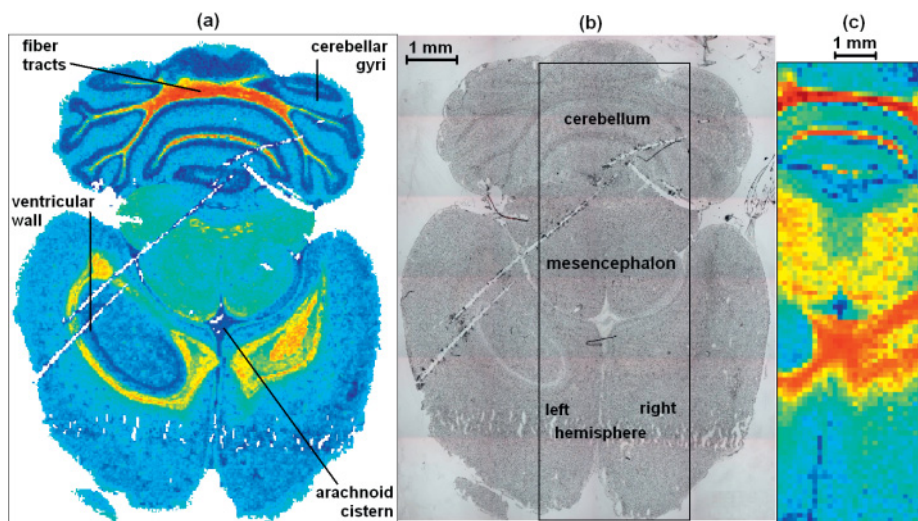 (a)
fiber
tracts
cerebellar
gyri
ventricular
wall
arachnoid
cistern
(b)
1 mm
cerebellum
mesencephalon
left
right
hemisphere
(c)
1 mm